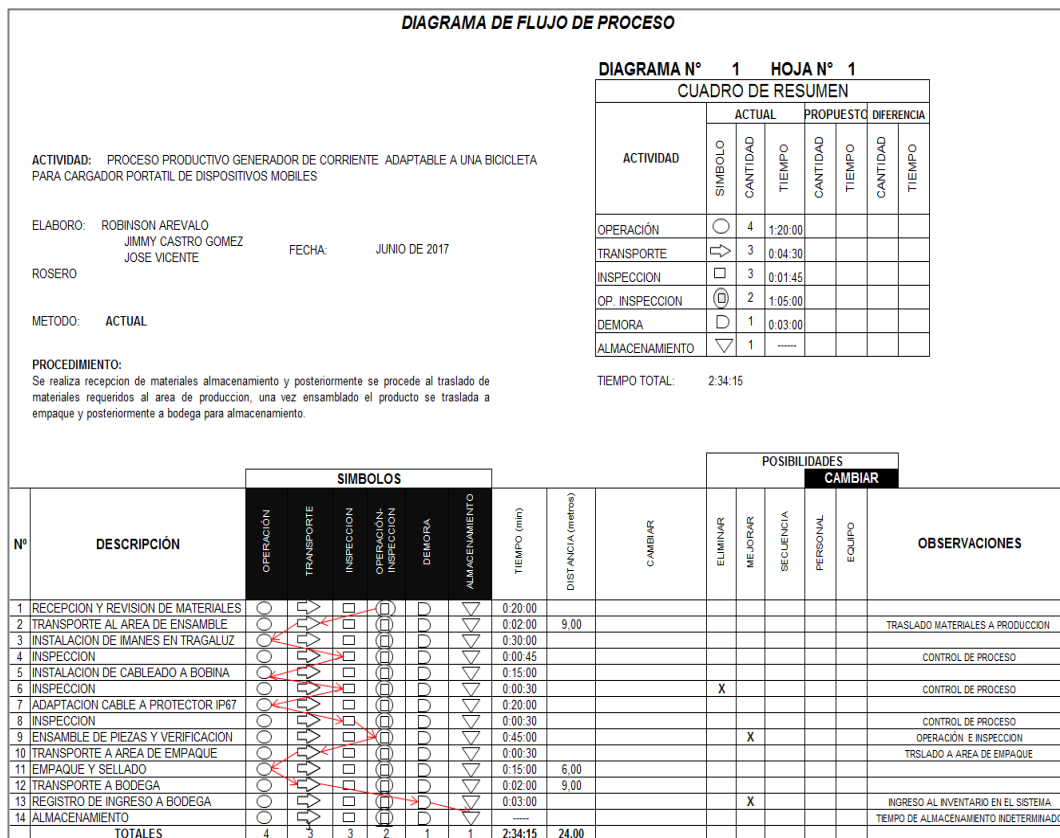 DIAGRAMA DE FLUJO DE PROCESO
DIAGRAMA N° 1 HOJA N° 1
CUADRO DE RESUMEN
ACTIVIDAD ACTUAL PROPUESTO DIFERENCIA
SIMBOLO CANTIDAD TIEMPO CANTIDAD TIEMPO CANTIDAD TIEMPO
OPERACIÓN 4 1:20:00
TRANSPORTE 3 0:04:30
INSPECCION 3 0:01:45
OP. INSPECCION 2 1:05:00
DEMORA 1 0:03:00
ALMACENAMIENTO 1 ------
TIEMPO TOTAL: 2:34:15
ACTIVIDAD: PROCESO PRODUCTIVO GENERADOR DE CORRIENTE ADAPTABLE A UNA BICICLETA
PARA CARGADOR PORTATIL DE DISPOSITIVOS MOBILES
ELABORO: ROBINSON AREVALO
JIMMY CASTRO GOMEZ
JOSE VICENTE
ROSERO
FECHA: JUNIO DE 2017
METODO: ACTUAL
PROCEDIMIENTO:
Se realiza recepcion de materiales almacenamiento y posteriormente se procede al traslado de
materiales requeridos al area de produccion, una vez ensamblado el producto se traslada a
empaque y posteriormente a bodega para almacenamiento.
SIMBOLOS
POSIBILIDADES
CAMBIAR
Nº DESCRIPCIÓN OPERACIÓN TRANSPORTE INSPECCION OPERACIÓN-INSPECCION DEMORA ALMACENAMIENTO TIEMPO (min) DISTANCIA (metros) CAMBIAR ELIMINAR MEJORAR SECUENCIA PERSONAL EQUIPO OBSERVACIONES
1 RECEPCION Y REVISION DE MATERIALES 0:20:00
2 TRANSPORTE AL AREA DE ENSAMBLE 0:02:00 9,00 TRASLADO MATERIALES A PRODUCCION
3 INSTALACION DE IMANES EN TRAGALUZ 0:30:00
4 INSPECCION 0:00:45 CONTROL DE PROCESO
5 INSTALACION DE CABLEADO A BOBINA 0:15:00
6 INSPECCION 0:00:30 X CONTROL DE PROCESO
7 ADAPTACION CABLE A PROTECTOR IP67 0:20:00
8 INSPECCION 0:00:30 CONTROL DE PROCESO
9 ENSAMBLE DE PIEZAS Y VERIFICACION 0:45:00 X OPERACIÓN E INSPECCION
10 TRANSPORTE A AREA DE EMPAQUE 0:00:30 TRSLADO A AREA DE EMPAQUE
11 EMPAQUE Y SELLADO 0:15:00 6,00
12 TRANSPORTE A BODEGA 0:02:00 9,00
13 REGISTRO DE INGRESO A BODEGA 0:03:00 X INGRESO AL INVENTARIO EN EL SISTEMA
14 ALMACENAMIENTO ----- TIEMPO DE ALMACENAMIENTO INDETERMINADO
TOTALES 4 3 3 2 1 1 2:34:15 24,00